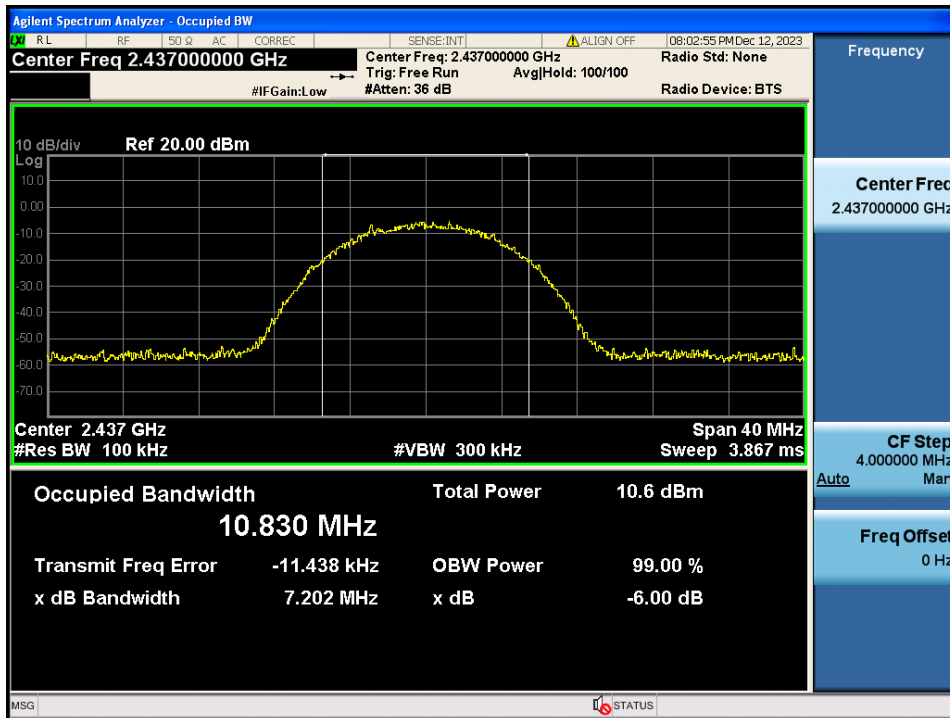 Agilent Spectrum Analyzer - Occupied BW
LXI RL RF 50 Ω AC CORREC SENSE:INT ALIGN OFF 08:02:55 PM Dec 12, 2023
Center Freq 2.437000000 GHz
Center Freq: 2.437000000 GHz
Radio Std: None
Trig: Free Run Avg|Hold: 100/100
#IFGain:Low #Atten: 36 dB
Radio Device: BTS
10 dB/div Ref 20.00 dBm
Log
10.0
0.00
-10.0
-20.0
-30.0
-40.0
-50.0
-60.0
-70.0
Center 2.437 GHz Span 40 MHz
#Res BW 100 kHz #VBW 300 kHz Sweep 3.867 ms
Occupied Bandwidth Total Power 10.6 dBm
10.830 MHz
Transmit Freq Error -11.438 kHz OBW Power 99.00 %
x dB Bandwidth 7.202 MHz x dB -6.00 dB
MSG STATUS
Frequency
Center Freq
2.437000000 GHz
CF Step
4.000000 MHz
Auto Man
Freq Offset
0 Hz